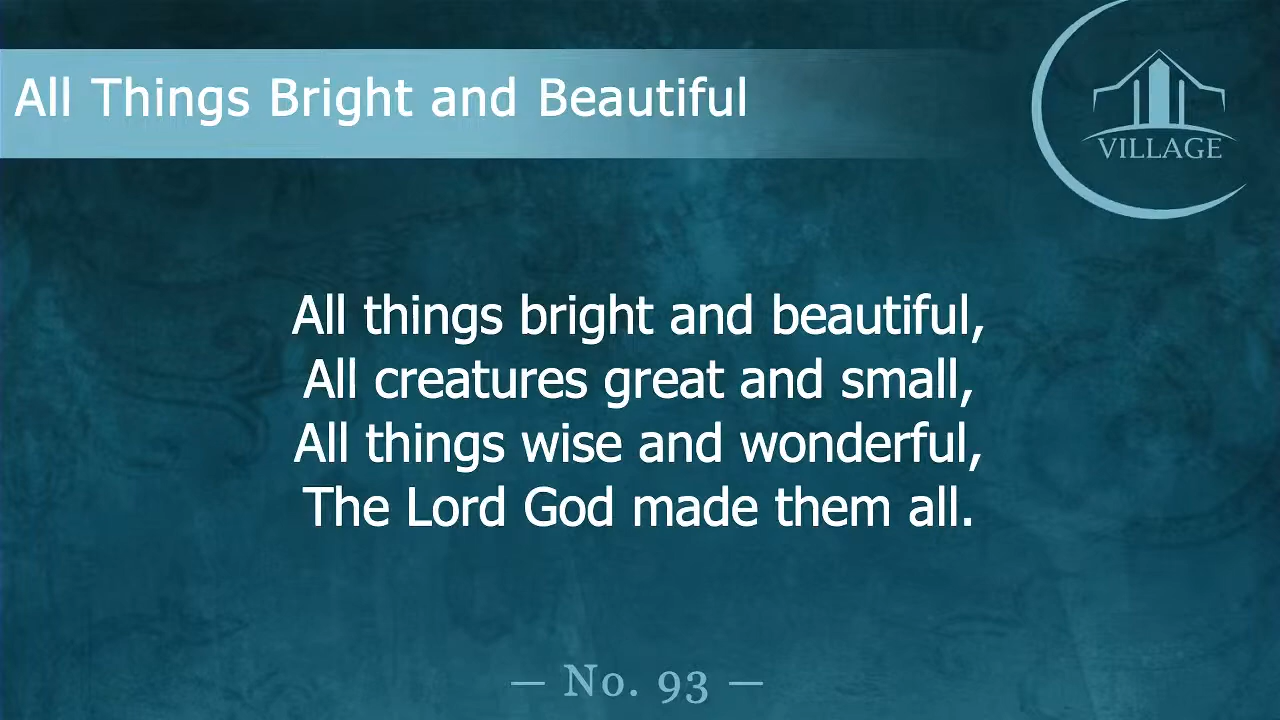 All Things Bright and Beautiful
VILLAGE
All things bright and beautiful,
All creatures great and small,
All things wise and wonderful,
The Lord God made them all.
— No. 93 —